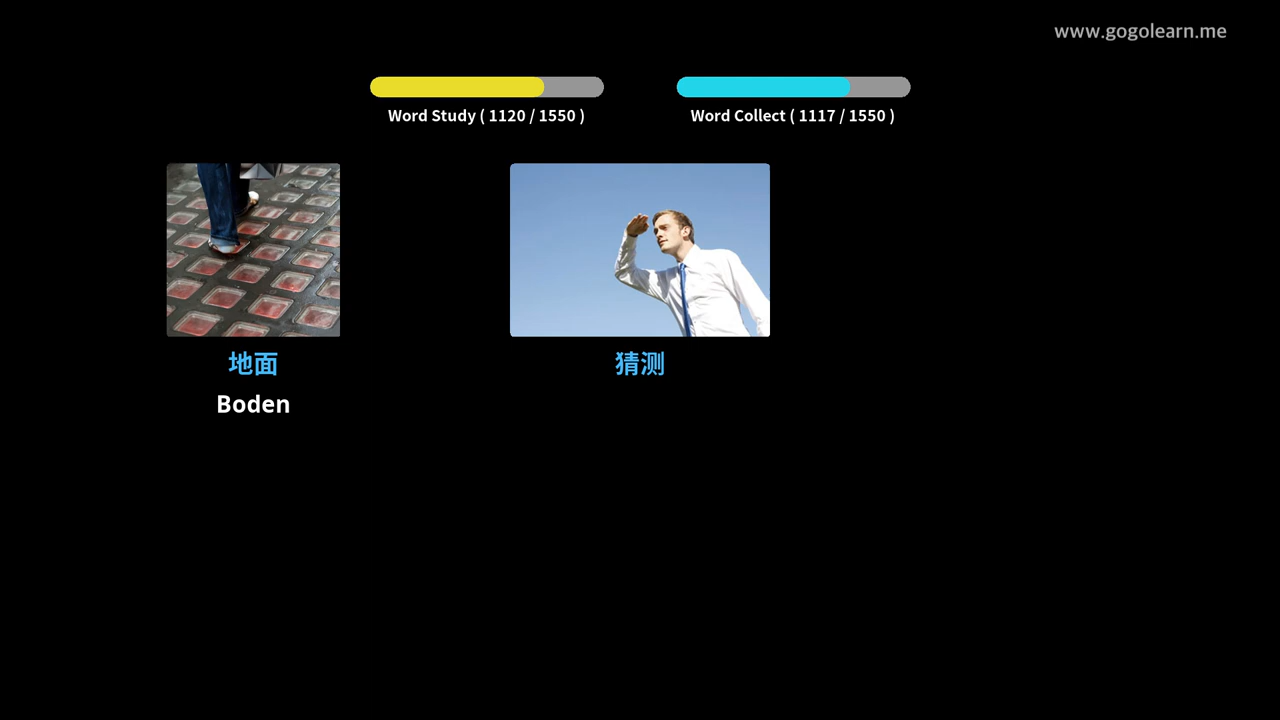 www.gogolearn.me
Word Study ( 1120 / 1550 )
Word Collect ( 1117 / 1550 )
地面
猜测
Boden